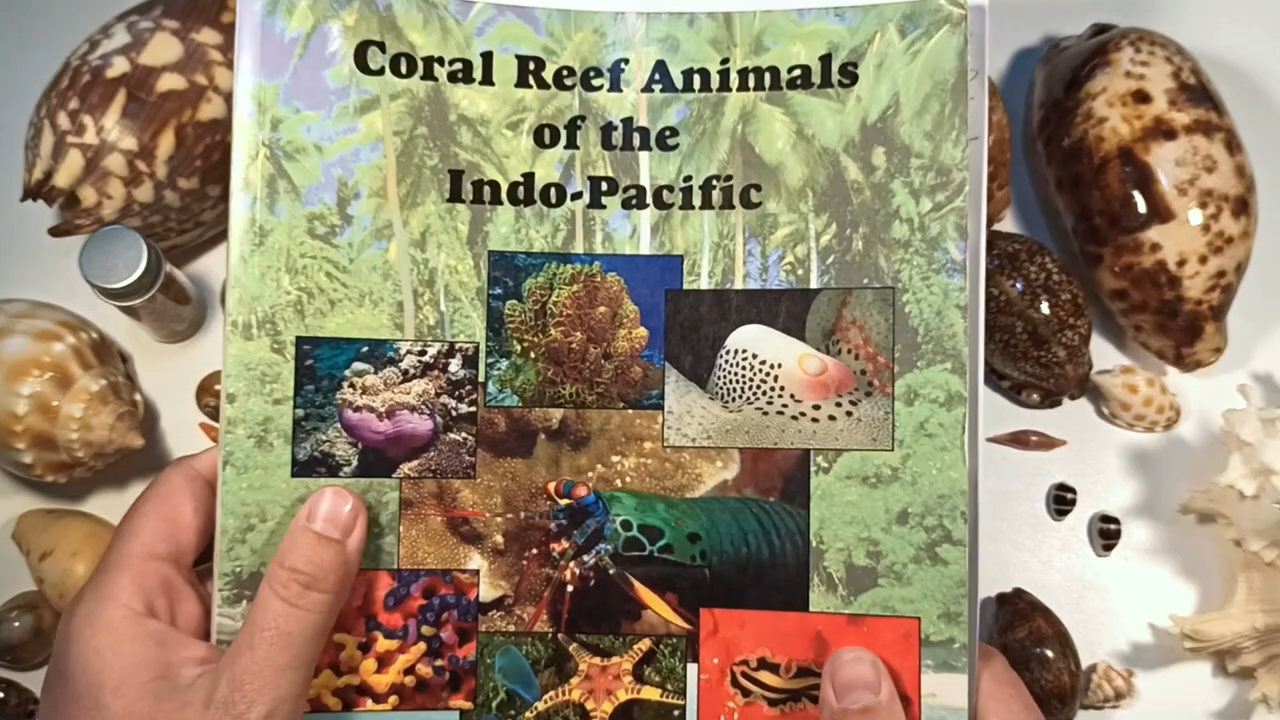 Coral Reef Animals
of the
Indo-Pacific